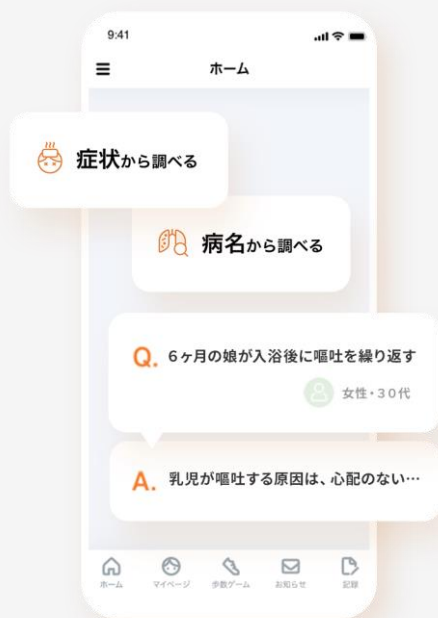 9:41
ホーム
症状から調べる
病名から調べる
Q. 6ヶ月の娘が入浴後に嘔吐を繰り返す
女性・30代
A. 乳児が嘔吐する原因は、心配のない…
ホーム マイページ 歩数ゲーム お知らせ 記録